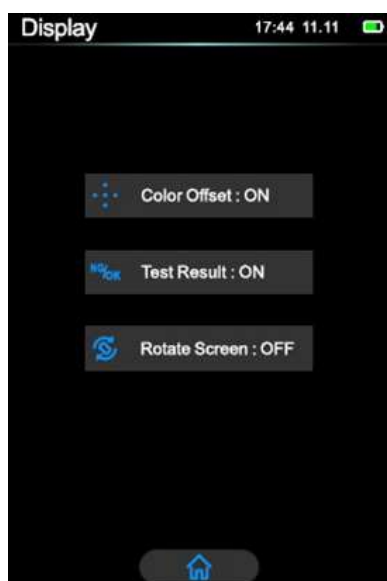 Display 17:44 11.11
Color Offset : ON
NG/OK Test Result : ON
Rotate Screen : OFF